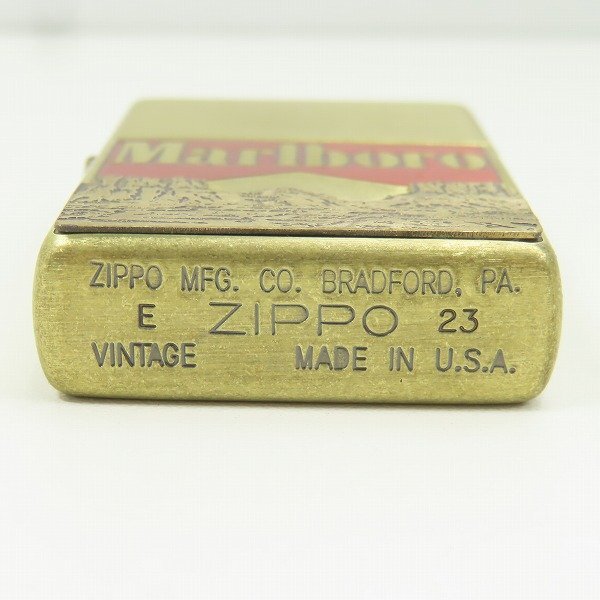 Marlboro
ZIPPO MFG. CO. BRADFORD, PA.
E ZIPPO 23
VINTAGE MADE IN U.S.A.